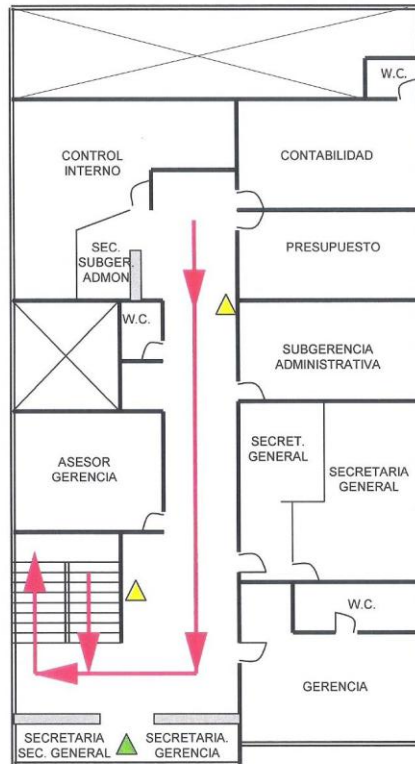 W.C.
CONTROL
INTERNO
CONTABILIDAD
SEC.
SUBGER.
ADMON
PRESUPUESTO
W.C.
SUBGERENCIA
ADMINISTRATIVA
ASESOR
GERENCIA
SECRET.
GENERAL
SECRETARIA
GENERAL
W.C.
GERENCIA
SECRETARIA
SEC. GENERAL
SECRETARIA.
GERENCIA